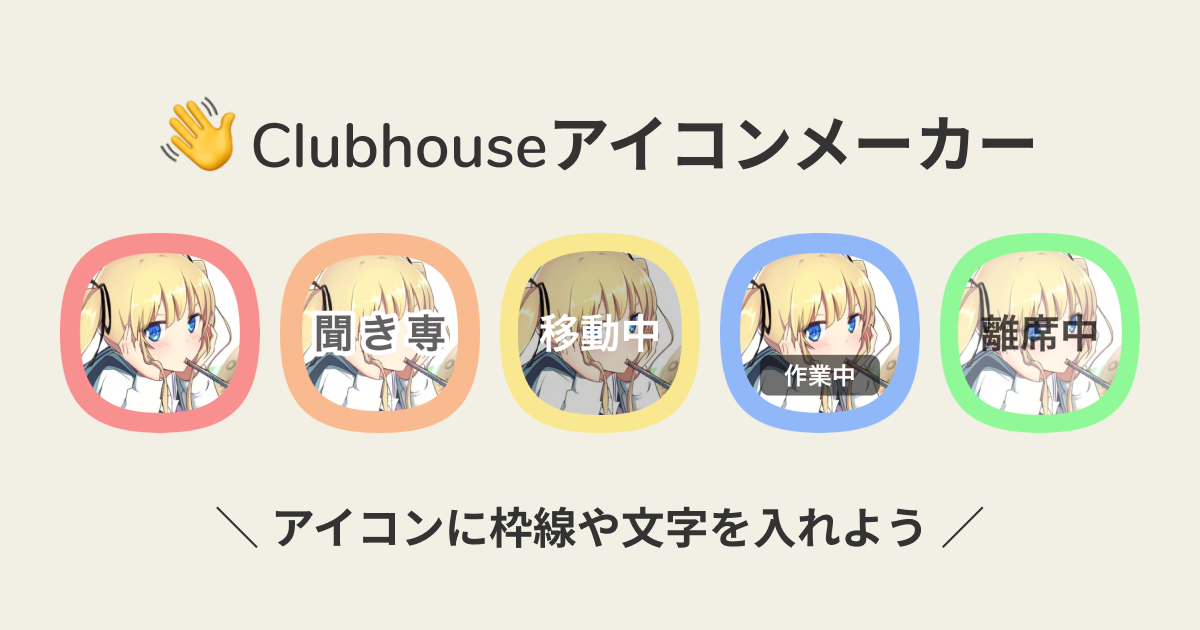 👋 Clubhouseアイコンメーカー
聞き専
移動中
作業中
離席中
＼ アイコンに枠線や文字を入れよう ／